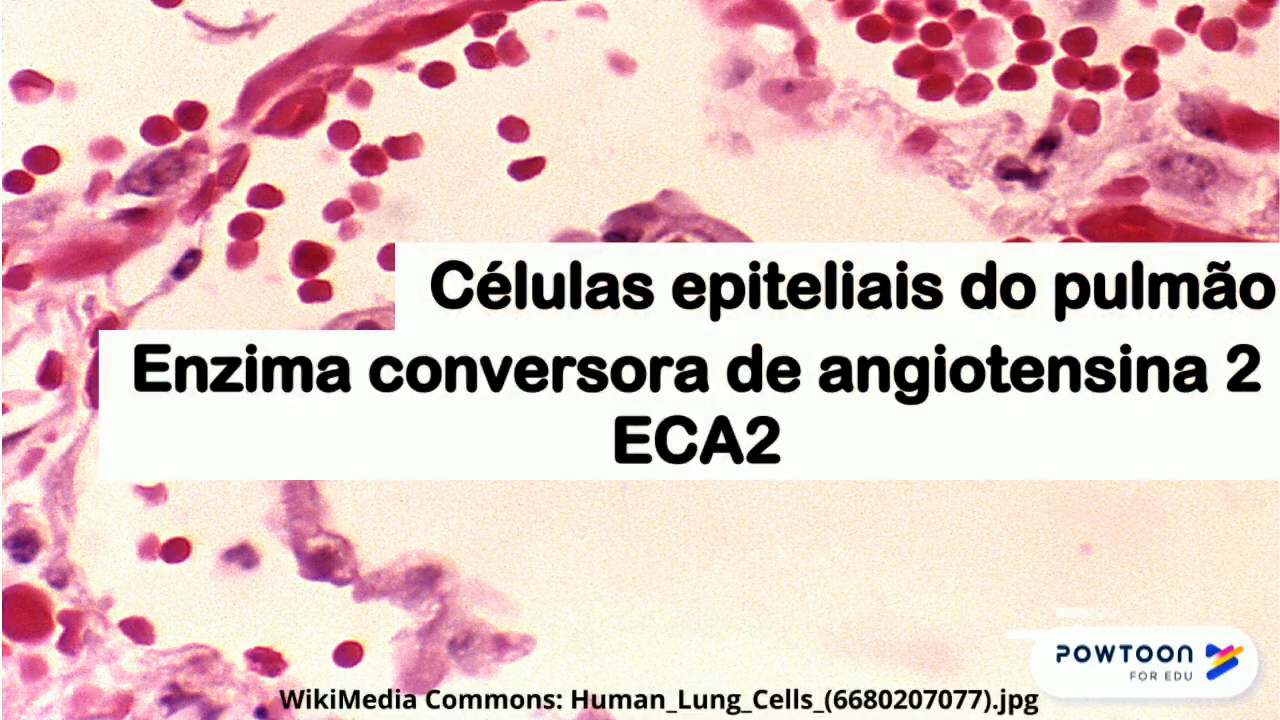 Células epiteliais do pulmão
Enzima conversora de angiotensina 2
ECA2
POWTOON
FOR EDU
WikiMedia Commons: Human_Lung_Cells_(6680207077).jpg